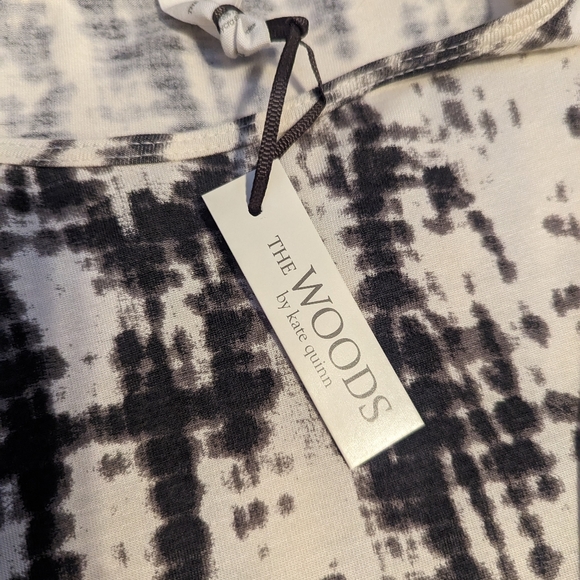 THE WOODS
by kate quinn